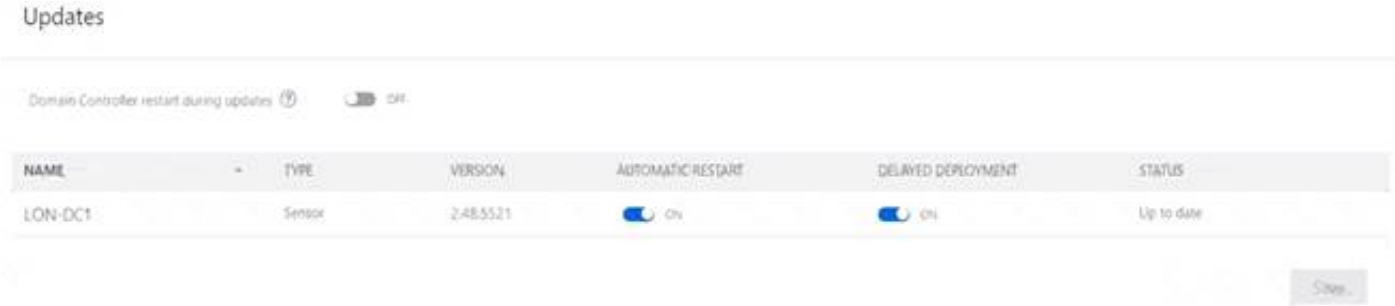 Updates
Domain Controller restart during updates ? OFF
NAME TYPE VERSION AUTOMATIC RESTART DELAYED DEPLOYMENT STATUS
LON-DC1 Sensor 2.48.5521 ON ON Up to date
Save